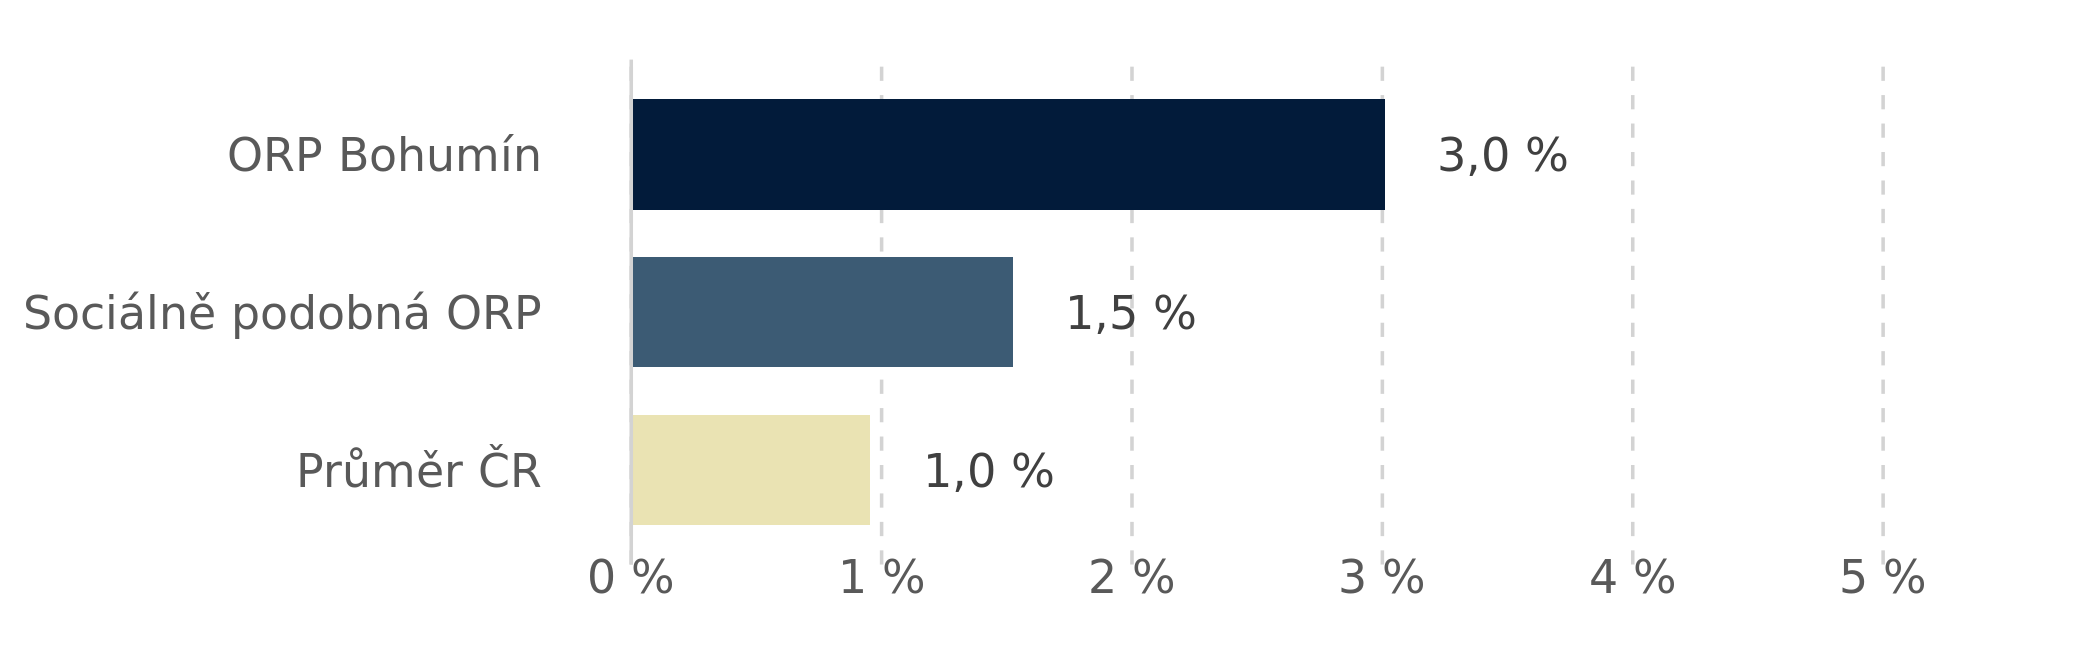 ORP Bohumín 3,0 %
Sociálně podobná ORP 1,5 %
Průměr ČR 1,0 %
0 % 1 % 2 % 3 % 4 % 5 %